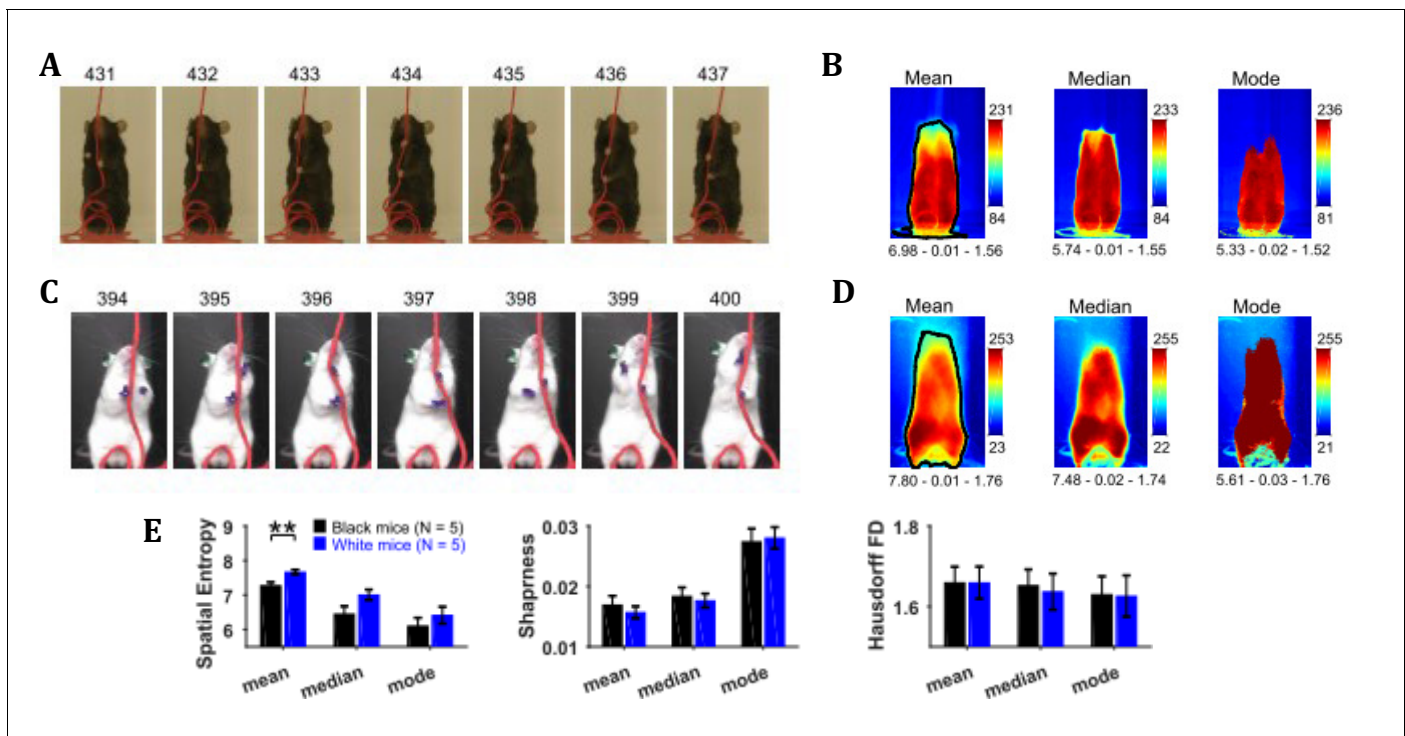 A
431 432 433 434 435 436 437
B
Mean Median Mode
231 233 236
84 84 81
6.98 - 0.01 - 1.56 5.74 - 0.01 - 1.55 5.33 - 0.02 - 1.52
C
394 395 396 397 398 399 400
D
Mean Median Mode
253 255 255
23 22 21
7.80 - 0.01 - 1.76 7.48 - 0.02 - 1.74 5.61 - 0.03 - 1.76
E
Spatial Entropy
9
8
7
6
**
Black mice (N = 5)
White mice (N = 5)
mean median mode
Shaprness
0.03
0.02
0.01
mean median mode
Hausdorff FD
1.8
1.6
mean median mode